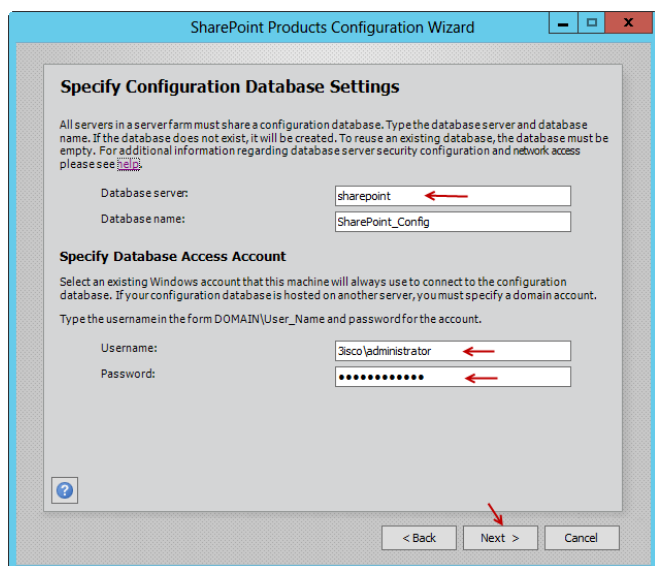 SharePoint Products Configuration Wizard
Specify Configuration Database Settings
All servers in a server farm must share a configuration database. Type the database server and database
name. If the database does not exist, it will be created. To reuse an existing database, the database must be
empty. For additional information regarding database server security configuration and network access
please see help.
Database server: sharepoint
Database name: SharePoint_Config
Specify Database Access Account
Select an existing Windows account that this machine will always use to connect to the configuration
database. If your configuration database is hosted on another server, you must specify a domain account.
Type the username in the form DOMAIN\User_Name and password for the account.
Username: 3isco\administrator
Password: ●●●●●●●●●●●●
?
< Back Next > Cancel